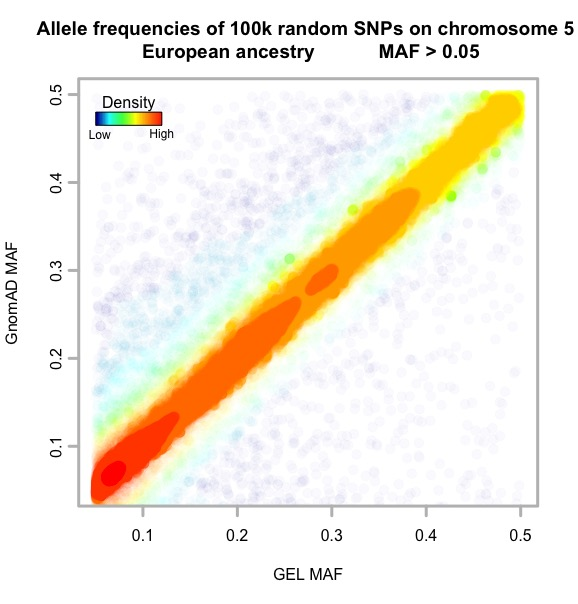 Allele frequencies of 100k random SNPs on chromosome 5
European ancestry MAF > 0.05
Density
Low High
0.5
0.4
0.3
0.2
0.1
GnomAD MAF
0.1 0.2 0.3 0.4 0.5
GEL MAF